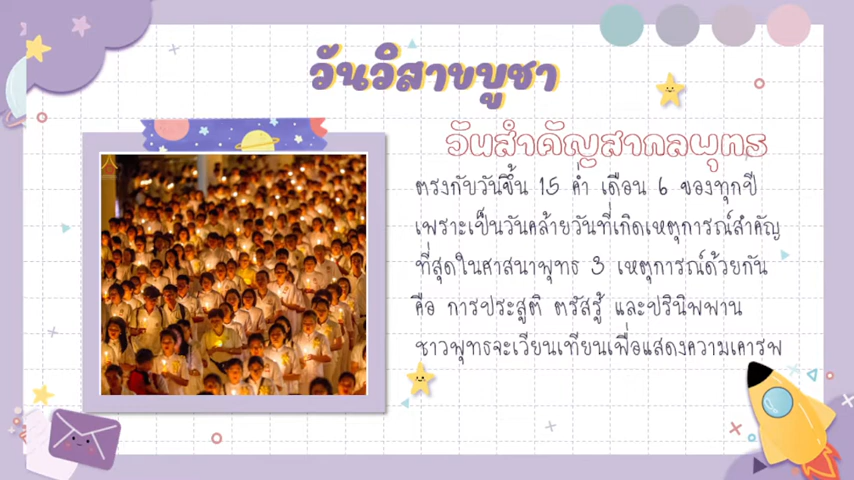 วันวิสาขบูชา
วันสำคัญสากลพุทธ
ตรงกับวันขึ้น 15 ค่ำ เดือน 6 ของทุกปี
เพราะเป็นวันคล้ายวันที่เกิดเหตุการณ์สำคัญ
ที่สุดในศาสนาพุทธ 3 เหตุการณ์ด้วยกัน
คือ การประสูติ ตรัสรู้ และปรินิพพาน
ชาวพุทธจะเวียนเทียนเพื่อแสดงความเคารพ